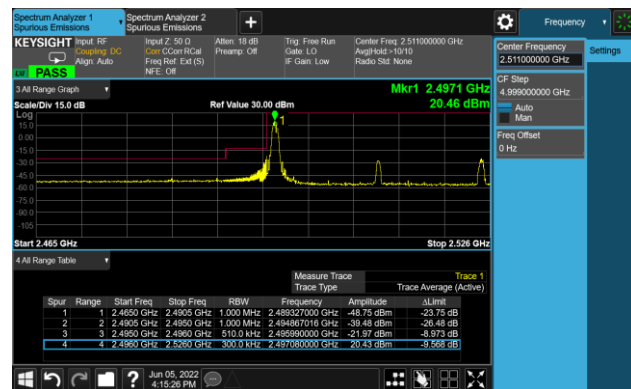 Spectrum Analyzer 1
Spurious Emissions
Spectrum Analyzer 2
Spurious Emissions
+
Frequency
KEYSIGHT
Input: RF
Coupling: DC
Align: Auto
Input Z: 50 Ω
Corr CCorr RCal
Freq Ref: Ext (S)
NFE: Off
Atten: 18 dB
Preamp: Off
Trig: Free Run
Gate: LO
IF Gain: Low
Center Freq: 2.511000000 GHz
Avg|Hold:>10/10
Radio Std: None
PASS
3 All Range Graph
Scale/Div 15.0 dB
Ref Value 30.00 dBm
Mkr1 2.4971 GHz
20.46 dBm
Log
15.0
0.00
-15.0
-30.0
-45.0
-60.0
-75.0
-90.0
-105
1
Start 2.465 GHz
Stop 2.526 GHz
4 All Range Table
Measure Trace Trace 1
Trace Type Trace Average (Active)
Spur Range Start Freq Stop Freq RBW Frequency Amplitude ΔLimit
1 1 2.4650 GHz 2.4905 GHz 1.000 MHz 2.489327000 GHz -48.75 dBm -23.75 dB
2 2 2.4905 GHz 2.4950 GHz 1.000 MHz 2.494867016 GHz -39.48 dBm -26.48 dB
3 3 2.4950 GHz 2.4960 GHz 510.0 kHz 2.495990000 GHz -21.97 dBm -8.973 dB
4 4 2.4960 GHz 2.5260 GHz 300.0 kHz 2.497080000 GHz 20.43 dBm -9.568 dB
Jun 05, 2022
4:15:26 PM
?
Center Frequency
2.511000000 GHz
Settings
CF Step
4.999000000 GHz
Auto
Man
Freq Offset
0 Hz